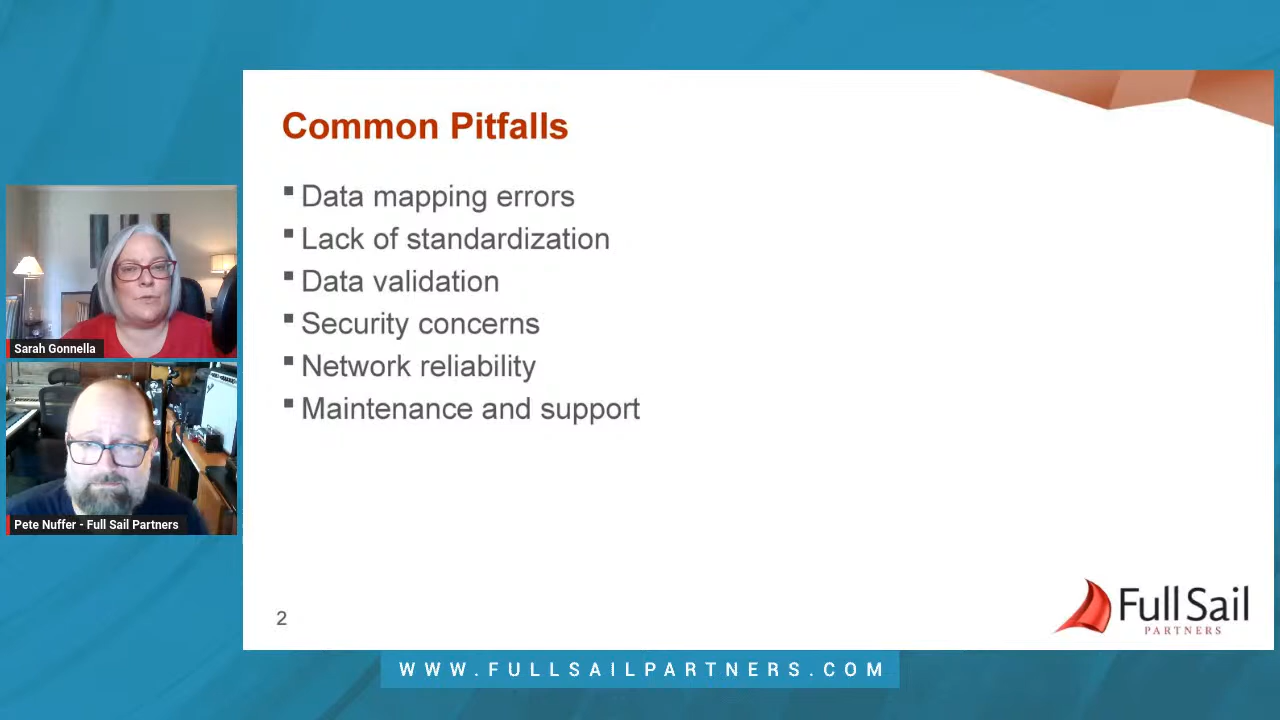 Common Pitfalls
Data mapping errors
Lack of standardization
Data validation
Security concerns
Network reliability
Maintenance and support
Sarah Gonnella
Pete Nuffer - Full Sail Partners
2
Full Sail
PARTNERS
WWW.FULLSAILPARTNERS.COM